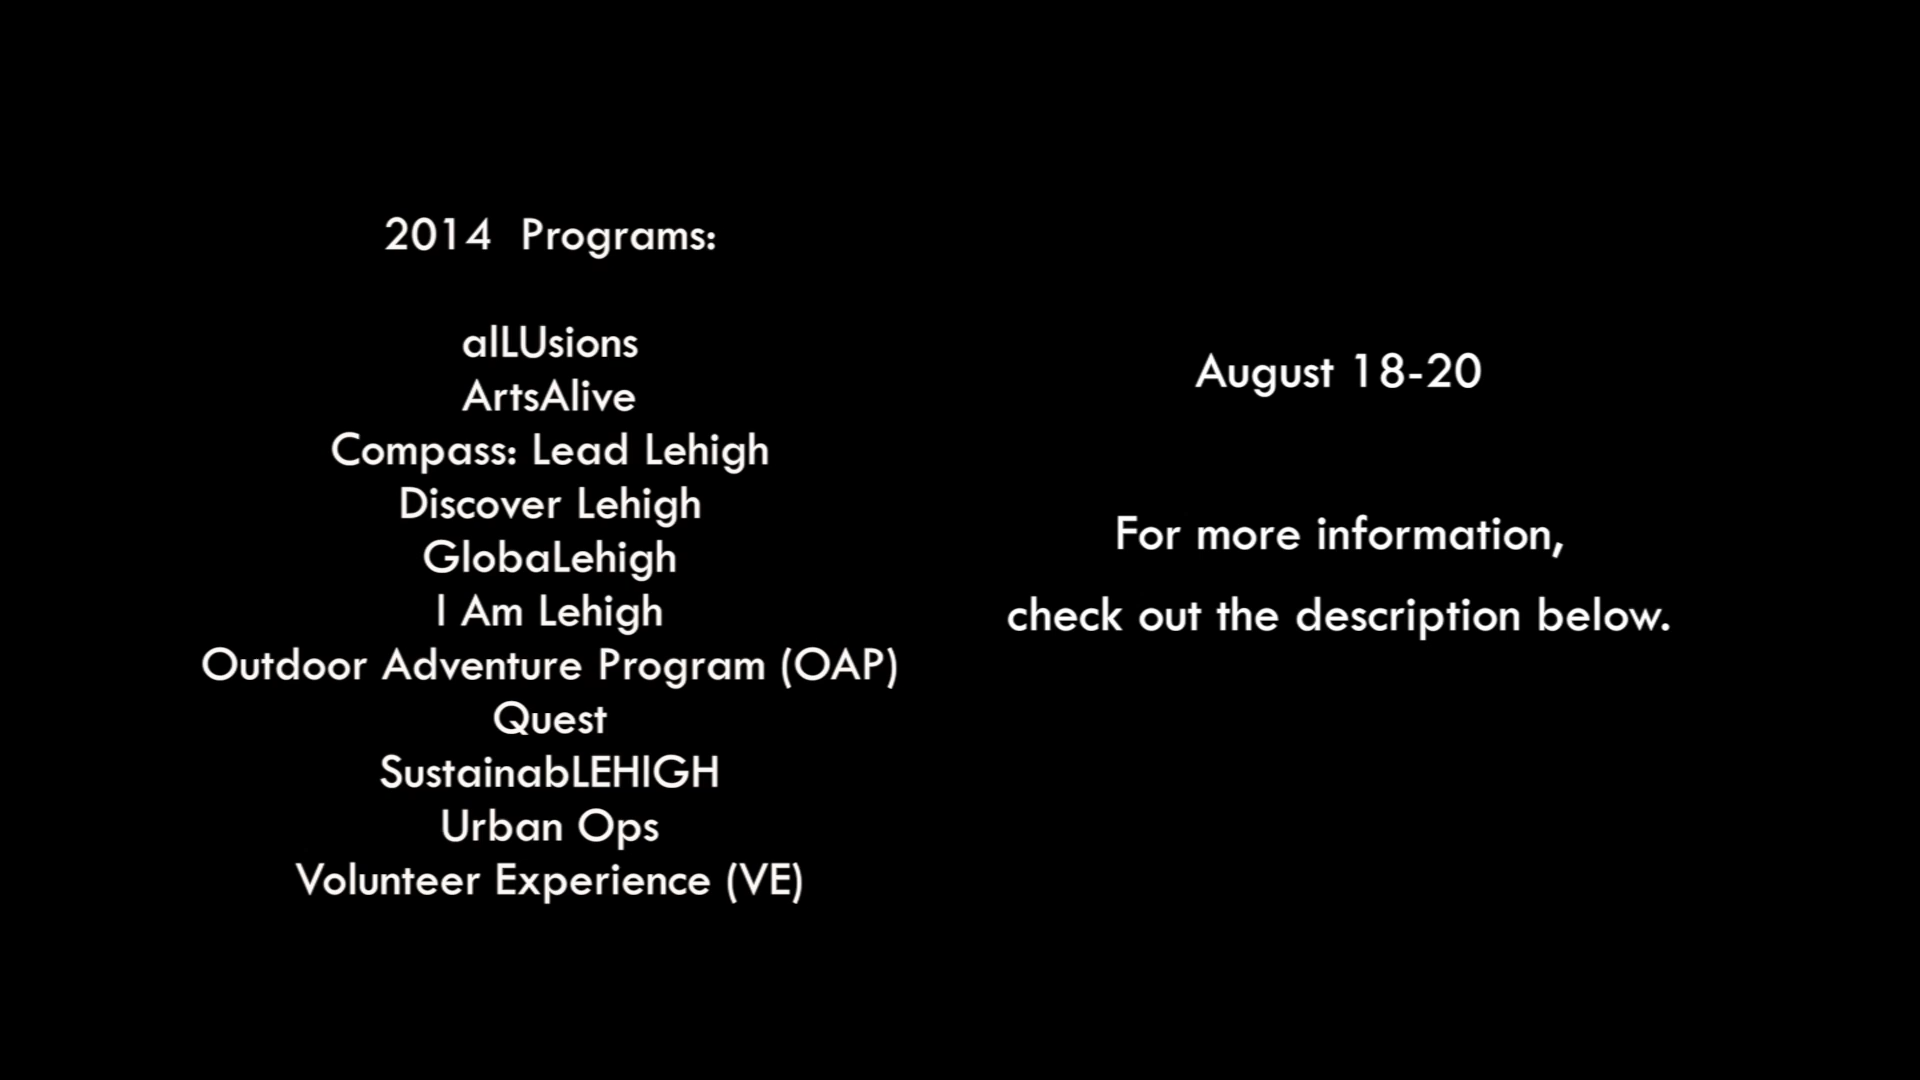 2014  Programs:
alLUsions
ArtsAlive
Compass: Lead Lehigh
Discover Lehigh
GlobaLehigh
I Am Lehigh
Outdoor Adventure Program (OAP)
Quest
SustainabLEHIGH
Urban Ops
Volunteer Experience (VE)
August 18-20
For more information,
check out the description below.